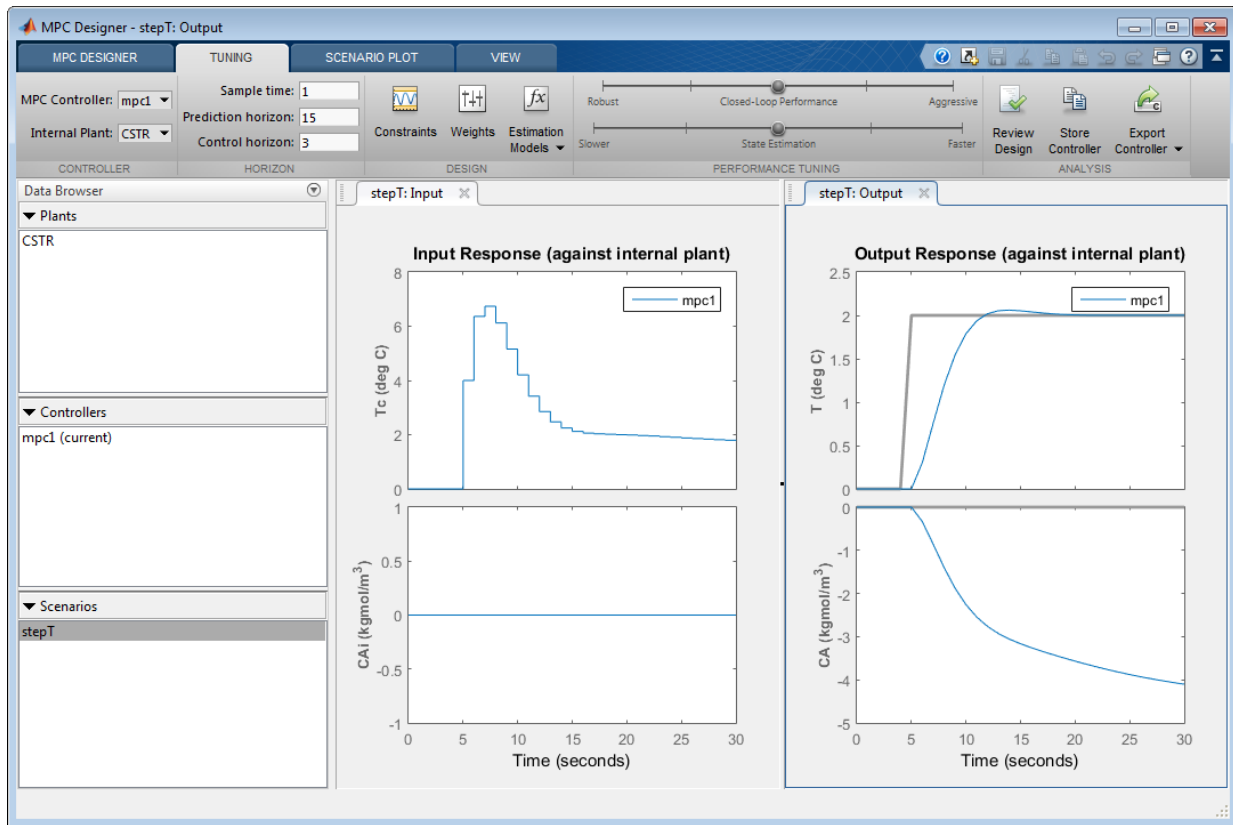 MPC Designer - stepT: Output
MPC DESIGNER TUNING SCENARIO PLOT VIEW
MPC Controller: mpc1
Internal Plant: CSTR
CONTROLLER
Sample time: 1
Prediction horizon: 15
Control horizon: 3
HORIZON
Constraints Weights Estimation
Models
DESIGN
Robust Closed-Loop Performance Aggressive
Slower State Estimation Faster
PERFORMANCE TUNING
Review
Design
Store
Controller
Export
Controller
ANALYSIS
Data Browser
Plants
CSTR
Controllers
mpc1 (current)
Scenarios
stepT
stepT: Input
Input Response (against internal plant)
mpc1
Tc (deg C)
8
6
4
2
0
CAi (kgmol/m³)
1
0.5
0
-0.5
-1
0 5 10 15 20 25 30
Time (seconds)
stepT: Output
Output Response (against internal plant)
mpc1
T (deg C)
2.5
2
1.5
1
0.5
0
CA (kgmol/m³)
0
-1
-2
-3
-4
-5
0 5 10 15 20 25 30
Time (seconds)